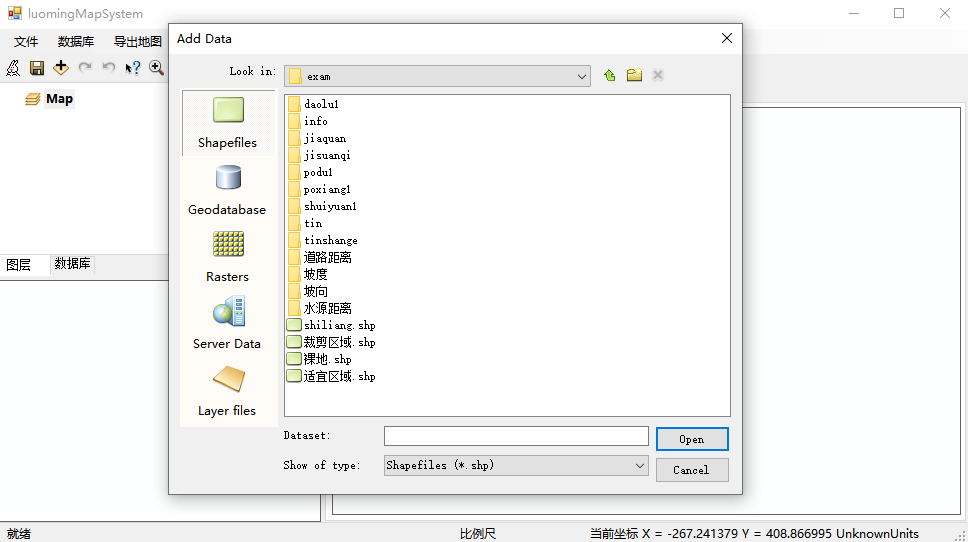 luomingMapSystem
文件 数据库 导出地图
Add Data
Look in: exam
Map
Shapefiles
Geodatabase
Rasters
Server Data
Layer files
daolu1
info
jiaquan
jisuanqi
podu1
poxiang1
shuiyuan1
tin
tinshange
道路距离
坡度
坡向
水源距离
shiliang.shp
裁剪区域.shp
裸地.shp
适宜区域.shp
图层 数据库
Dataset:
Open
Show of type: Shapefiles (*.shp)
Cancel
就绪 比例尺 当前坐标 X = -267.241379 Y = 408.866995 UnknownUnits